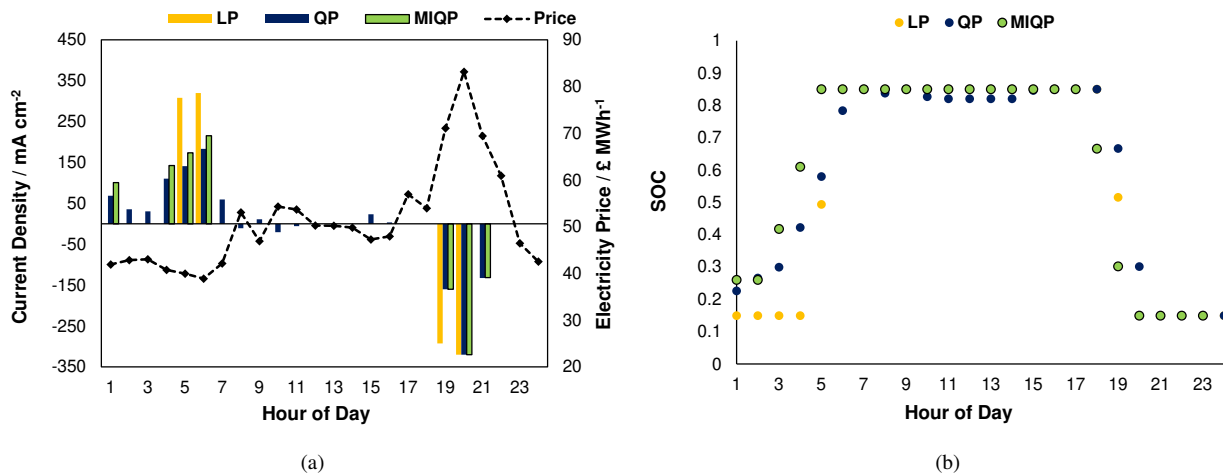 LP QP MIQP Price
450
350
250
150
50
-50
-150
-250
-350
Current Density / mA cm⁻²
90
80
70
60
50
40
30
20
Electricity Price / £ MWh⁻¹
1 3 5 7 9 11 13 15 17 19 21 23
Hour of Day
(a)
LP QP MIQP
1
0.9
0.8
0.7
0.6
0.5
0.4
0.3
0.2
0.1
0
SOC
1 3 5 7 9 11 13 15 17 19 21 23
Hour of Day
(b)